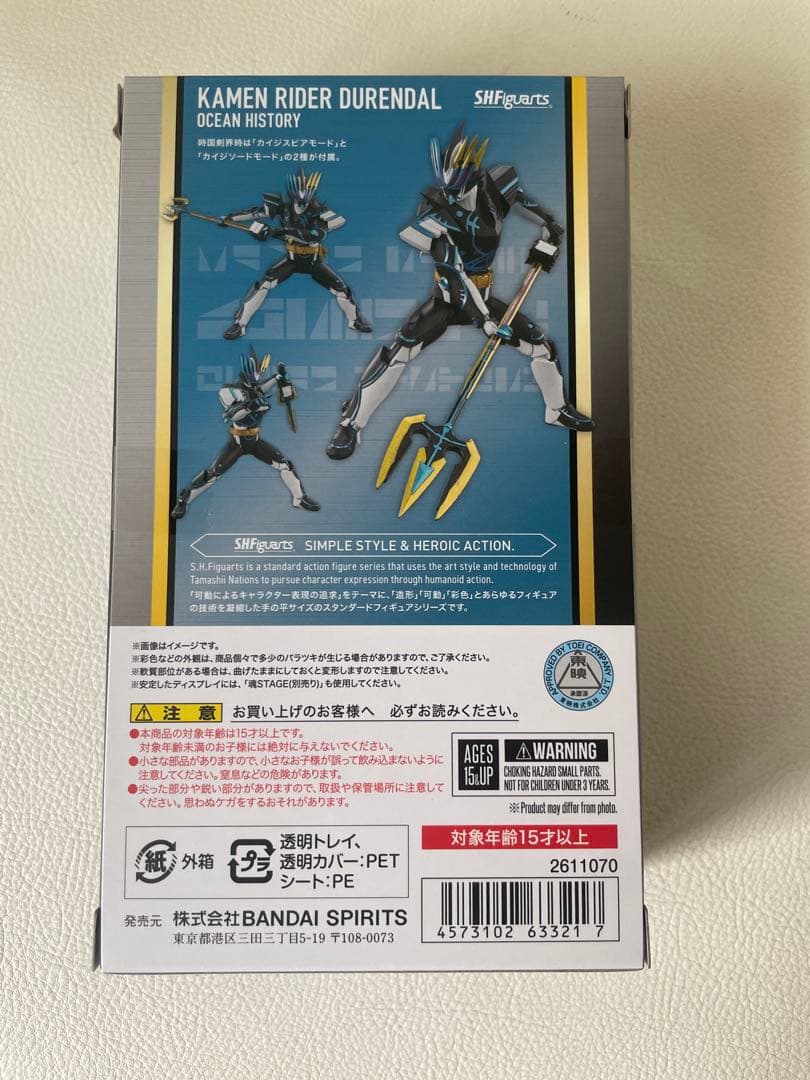 KAMEN RIDER DURENDAL
OCEAN HISTORY
S.H.Figuarts
時国剣界時は「カイジスピアモード」と
「カイジソードモード」の2種が付属。
S.H.Figuarts SIMPLE STYLE & HEROIC ACTION.
S.H.Figuarts is a standard action figure series that uses the art style and technology of
Tamashii Nations to pursue character expression through humanoid action.
「可動によるキャラクター表現の追求」をテーマに、「造形」「可動」「彩色」とあらゆるフィギュア
の技術を凝縮した手の平サイズのスタンダードフィギュアシリーズです。
※画像はイメージです。
※彩色などの外観は、商品個々で多少のバラツキが生じる場合がありますので、ご了承ください。
※軟質部位がある場合は、曲げたままにしておくと変形しますので注意してください。
※安定したディスプレイには、「魂STAGE(別売り)」も使用してください。
APPROVED BY TOEI COMPANY, LTD.
東映
承認済
東映株式会社
注意 お買い上げのお客様へ 必ずお読みください。
●本商品の対象年齢は15才以上です。
対象年齢未満のお子様には絶対に与えないでください。
●小さな部品がありますので、小さなお子様が誤って飲み込まないように
注意してください。窒息などの危険があります。
●尖った部分や鋭い部分がありますので、取扱や保管場所に注意して
ください。思わぬケガをするおそれがあります。
AGES
15&UP
WARNING
CHOKING HAZARD SMALL PARTS.
NOT FOR CHILDREN UNDER 3 YEARS.
※Product may differ from photo.
対象年齢15才以上
紙 外箱
プラ 透明トレイ、
透明カバー:PET
シート:PE
2611070
発売元 株式会社BANDAI SPIRITS
東京都港区三田三丁目5-19 〒108-0073
4573102 63321 7